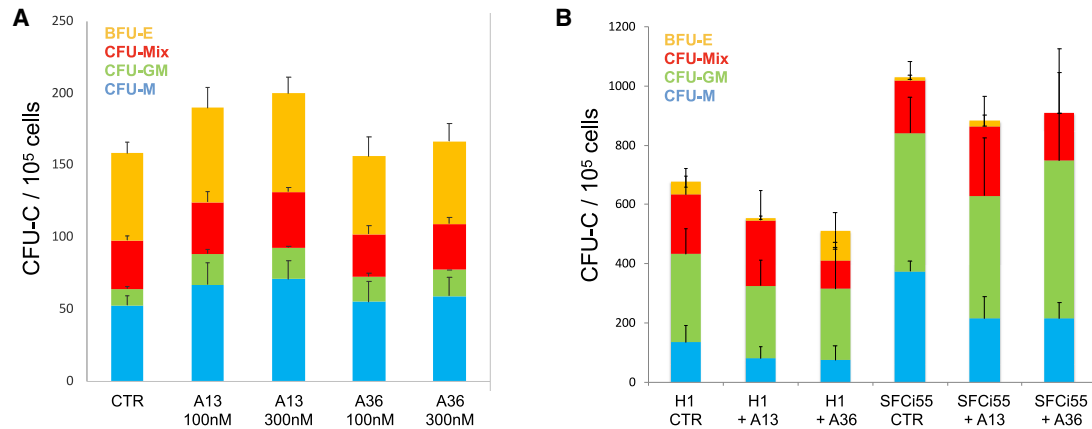 A
250
200
150
100
50
0
CFU-C / 10⁵ cells
BFU-E
CFU-Mix
CFU-GM
CFU-M
CTR
A13
100nM
A13
300nM
A36
100nM
A36
300nM
B
1200
1000
800
600
400
200
0
CFU-C / 10⁵ cells
BFU-E
CFU-Mix
CFU-GM
CFU-M
H1
CTR
H1
+ A13
H1
+ A36
SFCi55
CTR
SFCi55
+ A13
SFCi55
+ A36